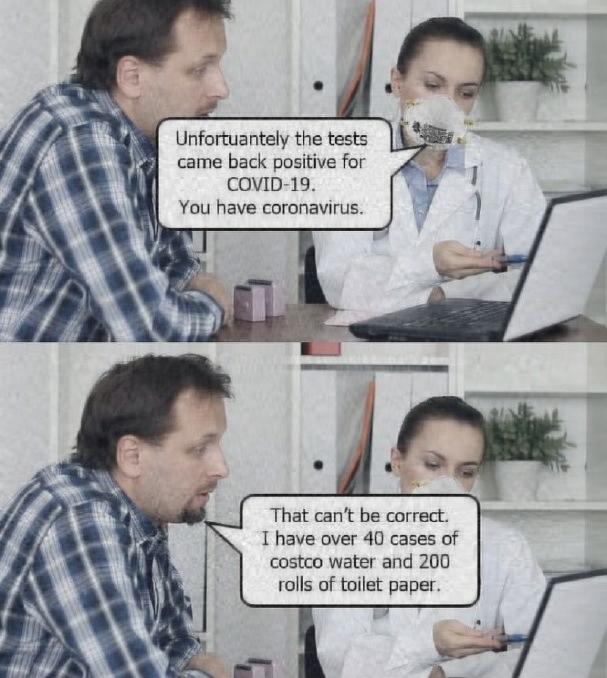 Unfortuantely the tests
came back positive for
COVID-19.
You have coronavirus.
That can't be correct.
I have over 40 cases of
costco water and 200
rolls of toilet paper.